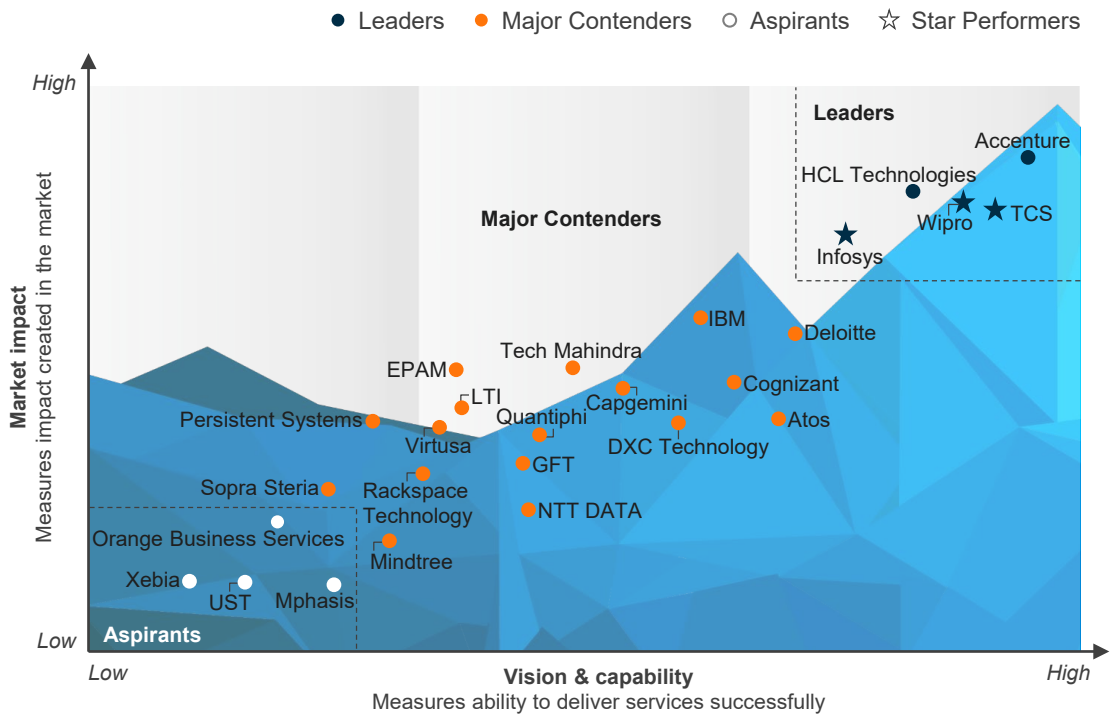 Leaders
Major Contenders
Aspirants
Star Performers
High
Market impact
Measures impact created in the market
Leaders
Accenture
HCL Technologies
Wipro
TCS
Infosys
Major Contenders
IBM
Deloitte
Tech Mahindra
EPAM
Cognizant
LTI
Capgemini
Quantiphi
Persistent Systems
Atos
Virtusa
DXC Technology
GFT
Sopra Steria
Rackspace
Technology
NTT DATA
Orange Business Services
Mindtree
Xebia
UST
Mphasis
Aspirants
Low
Low
Vision & capability
High
Measures ability to deliver services successfully